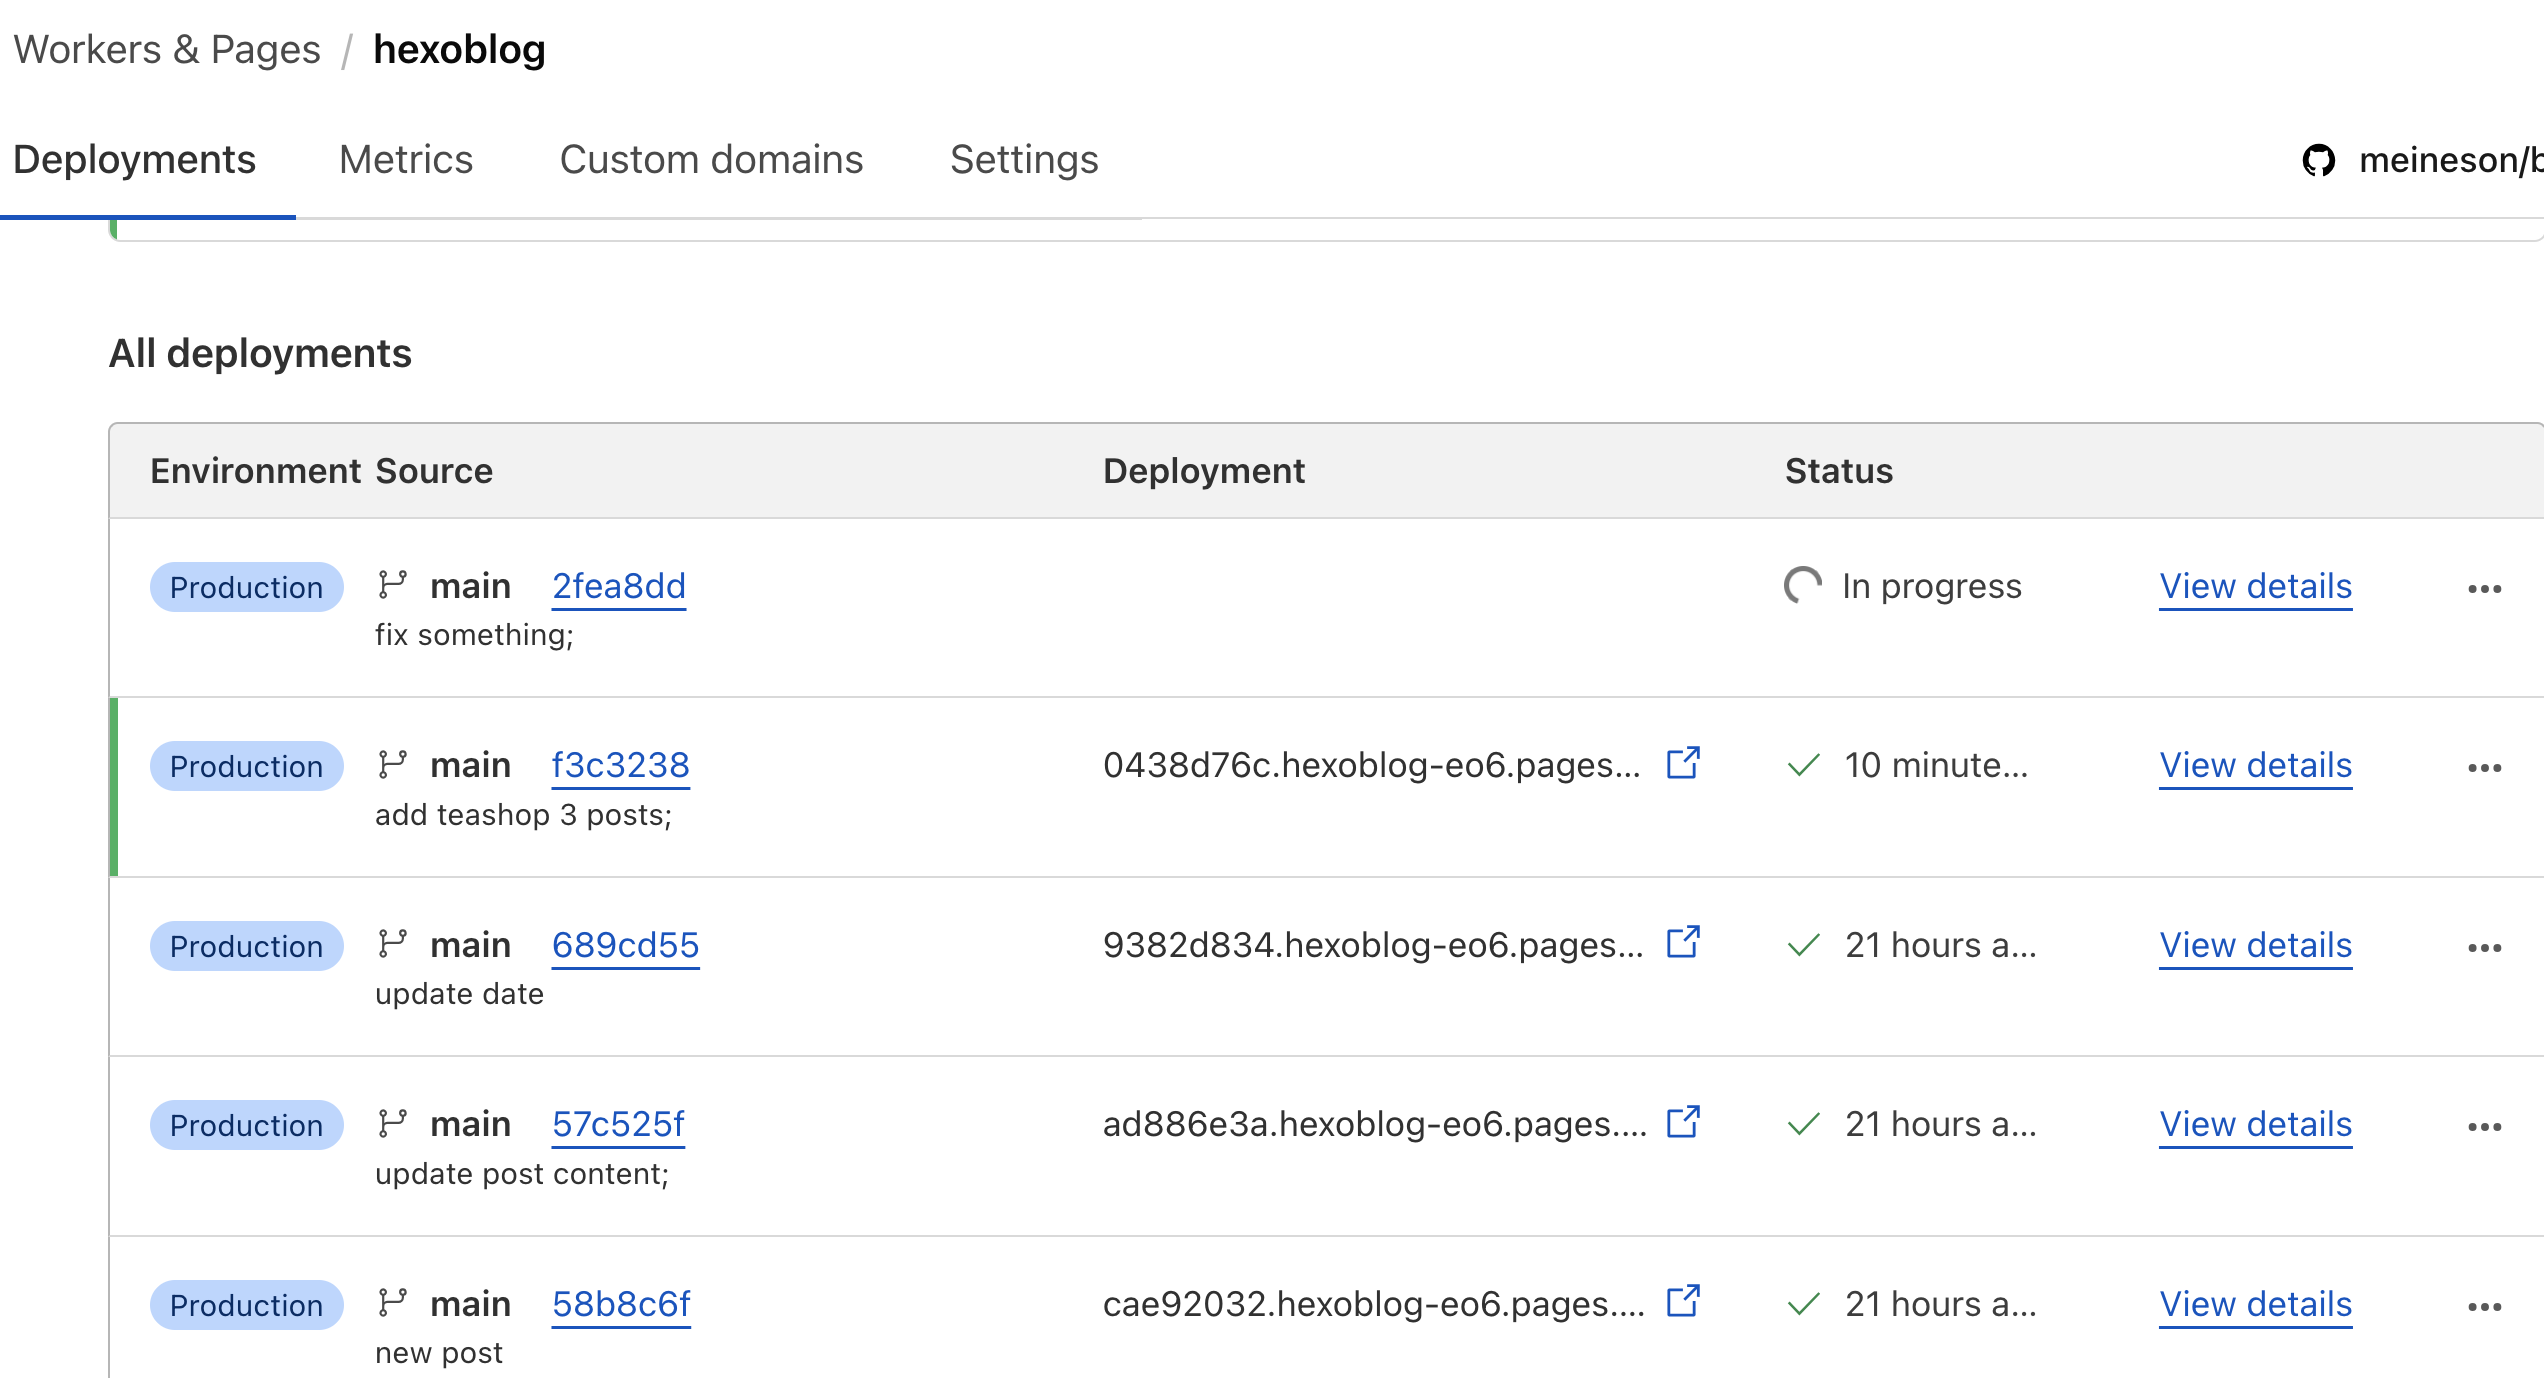 Workers & Pages / hexoblog
Deployments Metrics Custom domains Settings meineson/b
All deployments
Environment Source Deployment Status
Production main 2fea8dd In progress View details
fix something;
Production main f3c3238 0438d76c.hexoblog-eo6.pages... 10 minute... View details
add teashop 3 posts;
Production main 689cd55 9382d834.hexoblog-eo6.pages... 21 hours a... View details
update date
Production main 57c525f ad886e3a.hexoblog-eo6.pages.... 21 hours a... View details
update post content;
Production main 58b8c6f cae92032.hexoblog-eo6.pages.... 21 hours a... View details
new post